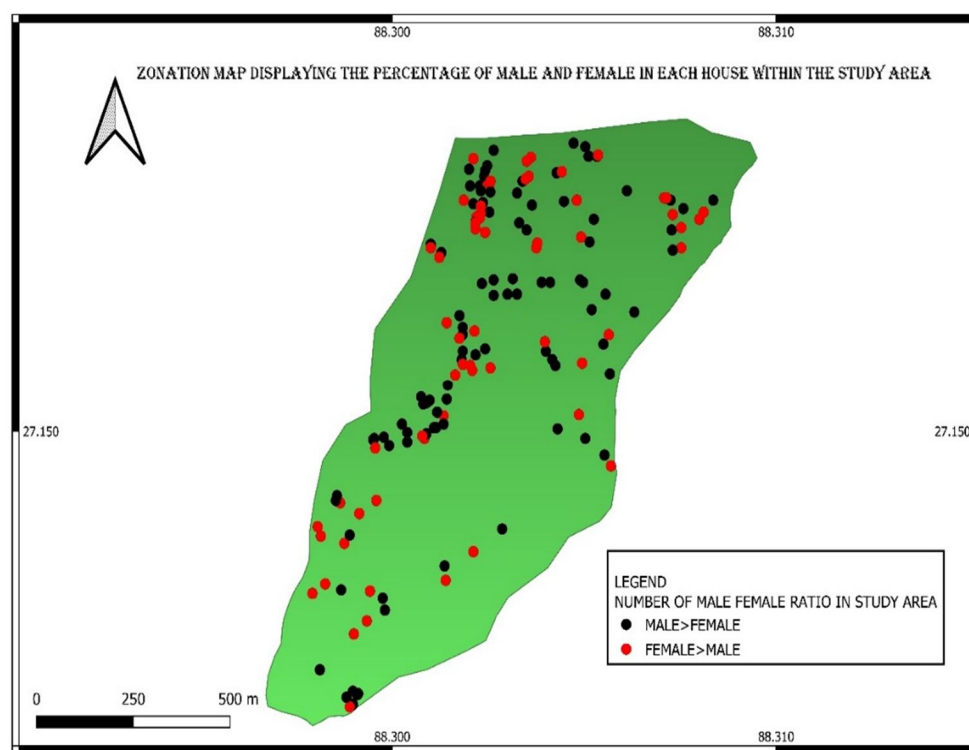 88.300 88.310
ZONATION MAP DISPLAYING THE PERCENTAGE OF MALE AND FEMALE IN EACH HOUSE WITHIN THE STUDY AREA
27.150 27.150
LEGEND
NUMBER OF MALE FEMALE RATIO IN STUDY AREA
MALE>FEMALE
FEMALE>MALE
0 250 500 m
88.300 88.310